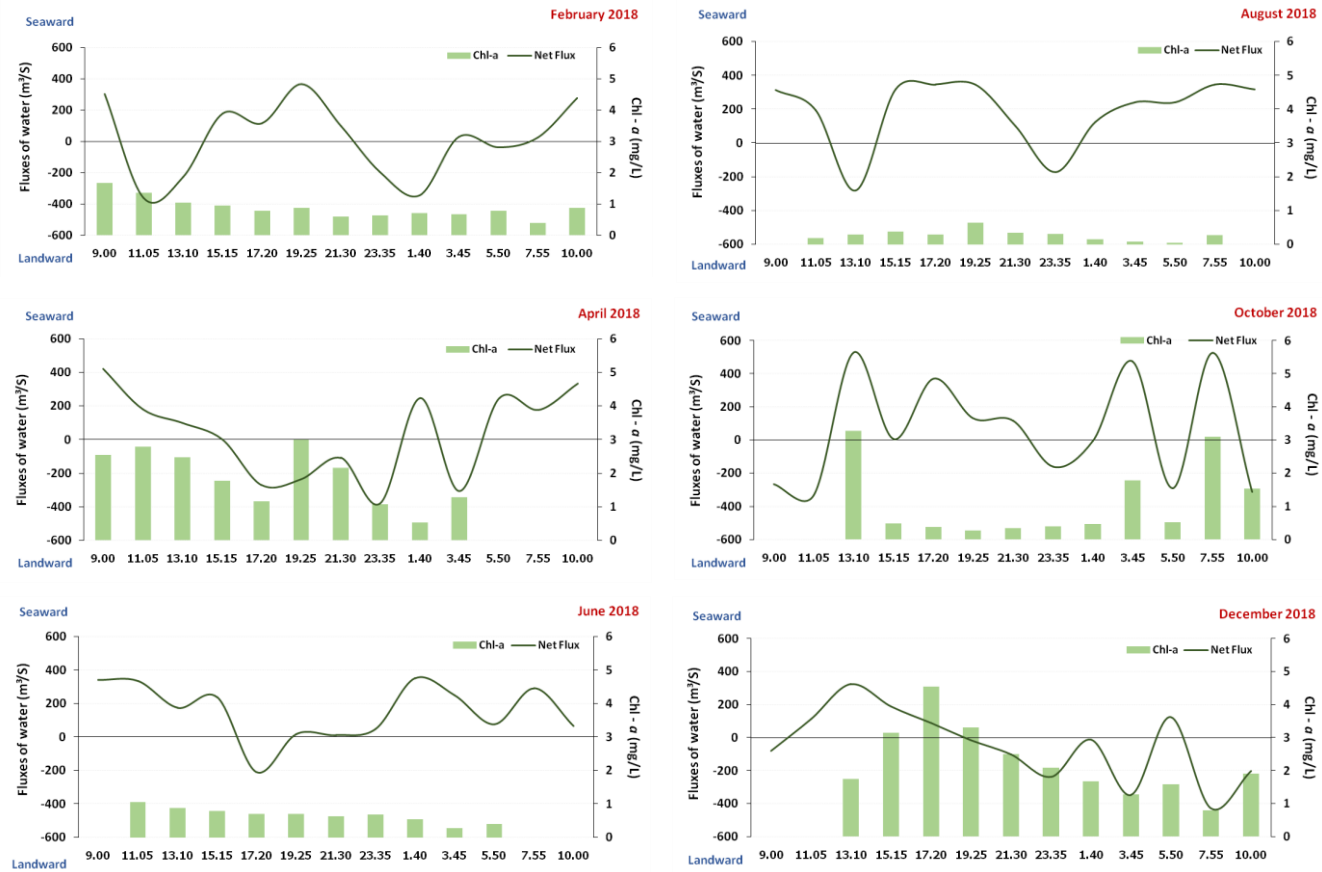 Seaward
February 2018
Chl-a
Net Flux
Fluxes of water (m³/S)
600
400
200
0
-200
-400
-600
6
5
4
3
2
1
0
Chl - a (mg/L)
9.00 11.05 13.10 15.15 17.20 19.25 21.30 23.35 1.40 3.45 5.50 7.55 10.00
Landward
Seaward
August 2018
Chl-a
Net Flux
Fluxes of water (m³/S)
600
400
200
0
-200
-400
-600
6
5
4
3
2
1
0
Chl - a (mg/L)
9.00 11.05 13.10 15.15 17.20 19.25 21.30 23.35 1.40 3.45 5.50 7.55 10.00
Landward
Seaward
April 2018
Chl-a
Net Flux
Fluxes of water (m³/S)
600
400
200
0
-200
-400
-600
6
5
4
3
2
1
0
Chl - a (mg/L)
9.00 11.05 13.10 15.15 17.20 19.25 21.30 23.35 1.40 3.45 5.50 7.55 10.00
Landward
Seaward
October 2018
Chl-a
Net Flux
Fluxes of water (m³/S)
600
400
200
0
-200
-400
-600
6
5
4
3
2
1
0
Chl - a (mg/L)
9.00 11.05 13.10 15.15 17.20 19.25 21.30 23.35 1.40 3.45 5.50 7.55 10.00
Landward
Seaward
June 2018
Chl-a
Net Flux
Fluxes of water (m³/S)
600
400
200
0
-200
-400
-600
6
5
4
3
2
1
0
Chl - a (mg/L)
9.00 11.05 13.10 15.15 17.20 19.25 21.30 23.35 1.40 3.45 5.50 7.55 10.00
Landward
Seaward
December 2018
Chl-a
Net Flux
Fluxes of water (m³/S)
600
400
200
0
-200
-400
-600
6
5
4
3
2
1
0
Chl - a (mg/L)
9.00 11.05 13.10 15.15 17.20 19.25 21.30 23.35 1.40 3.45 5.50 7.55 10.00
Landward